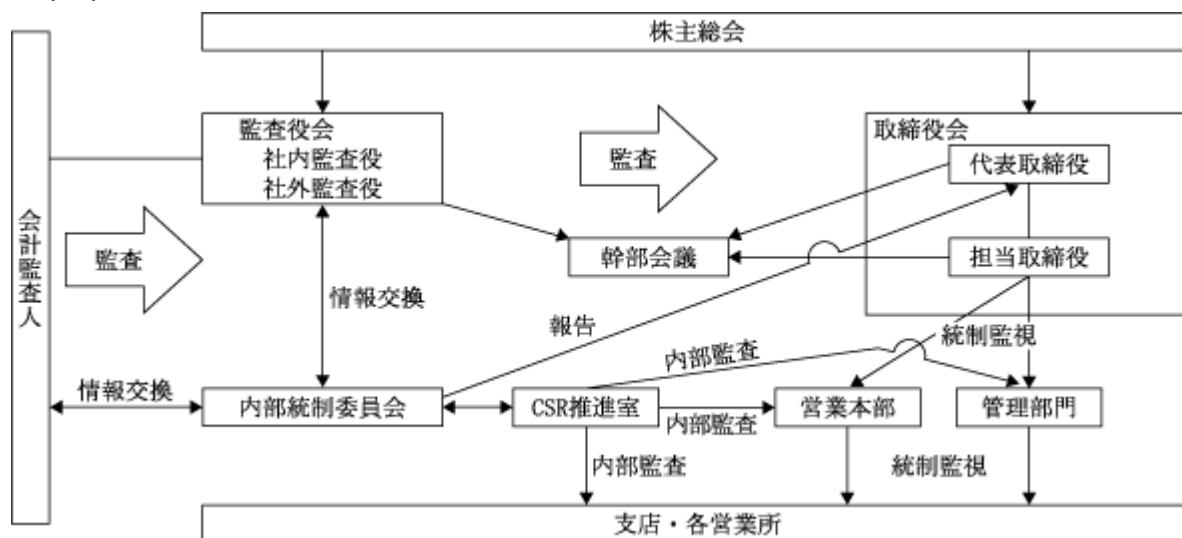 株主総会
監査役会
社内監査役
社外監査役
監査
取締役会
代表取締役
会計監査人
監査
幹部会議
担当取締役
情報交換
報告
統制監視
内部監査
情報交換
内部統制委員会
CSR推進室
内部監査
営業本部
管理部門
内部監査
統制監視
支店・各営業所